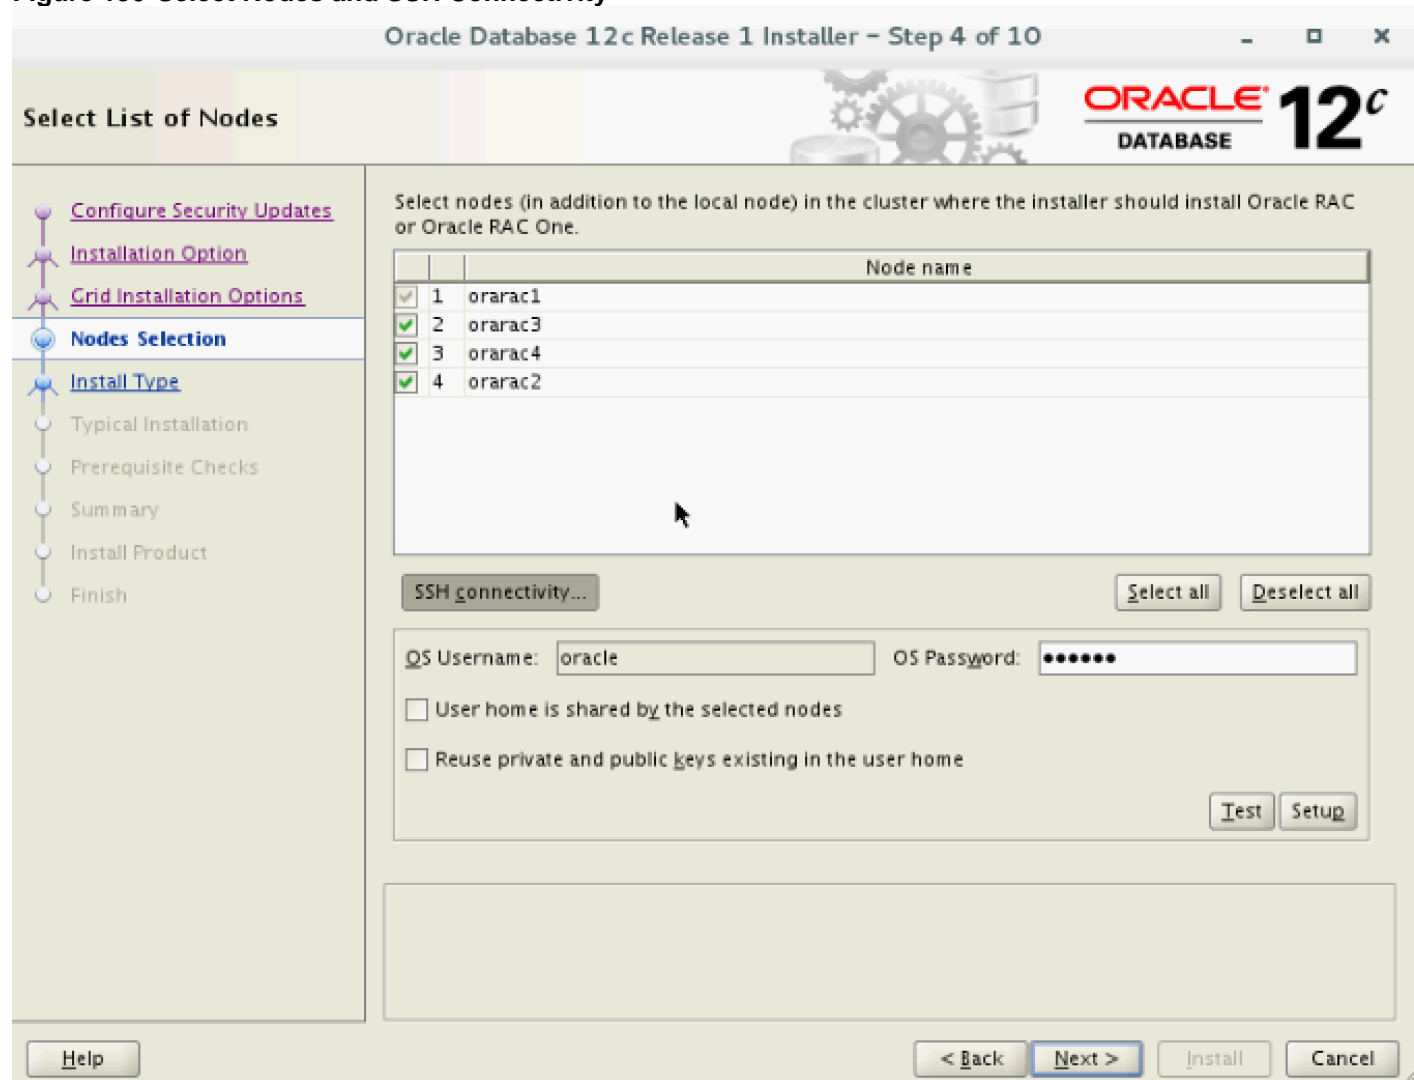 Oracle Database 12c Release 1 Installer - Step 4 of 10
Select List of Nodes
ORACLE 12c
DATABASE
Configure Security Updates
Installation Option
Grid Installation Options
Nodes Selection
Install Type
Typical Installation
Prerequisite Checks
Summary
Install Product
Finish
Select nodes (in addition to the local node) in the cluster where the installer should install Oracle RAC
or Oracle RAC One.
Node name
1 orarac1
2 orarac3
3 orarac4
4 orarac2
SSH connectivity...
Select all
Deselect all
OS Username: oracle
OS Password: ••••••
User home is shared by the selected nodes
Reuse private and public keys existing in the user home
Test
Setup
Help
< Back
Next >
Install
Cancel